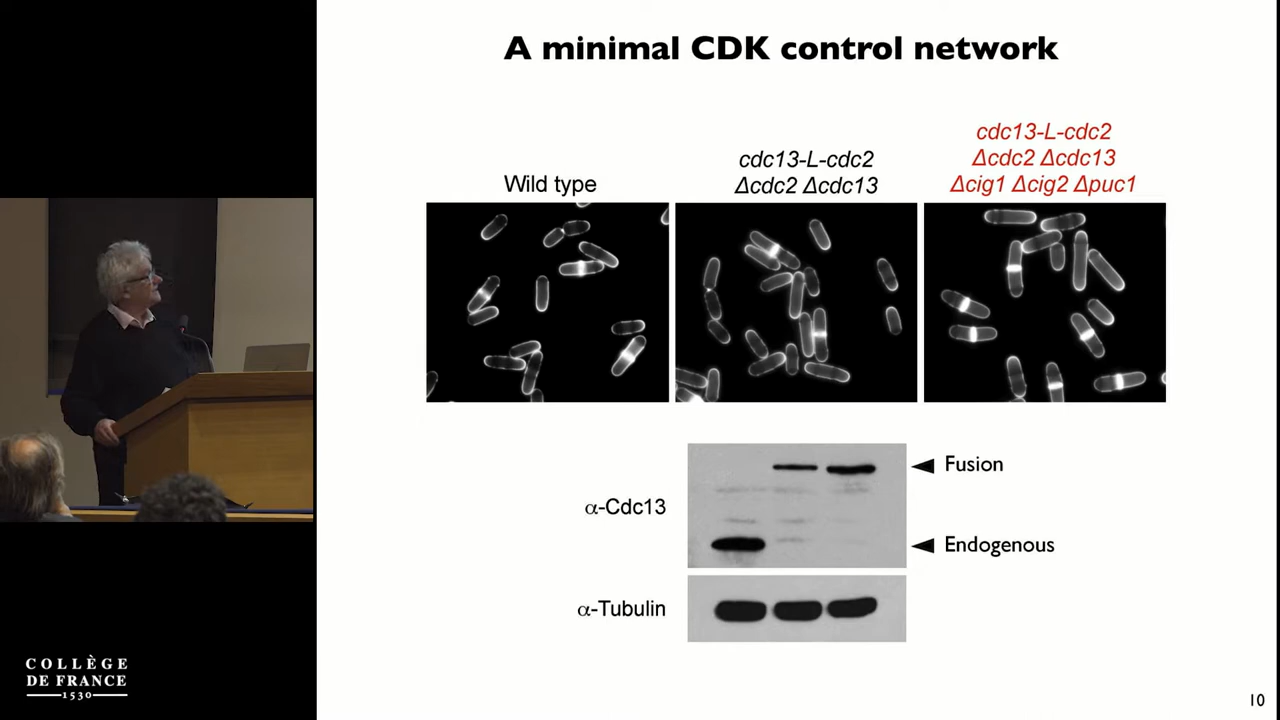 A minimal CDK control network
Wild type
cdc13-L-cdc2
Δcdc2 Δcdc13
cdc13-L-cdc2
Δcdc2 Δcdc13
Δcig1 Δcig2 Δpuc1
α-Cdc13
Fusion
Endogenous
α-Tubulin
COLLÈGE
DE FRANCE
1530
10